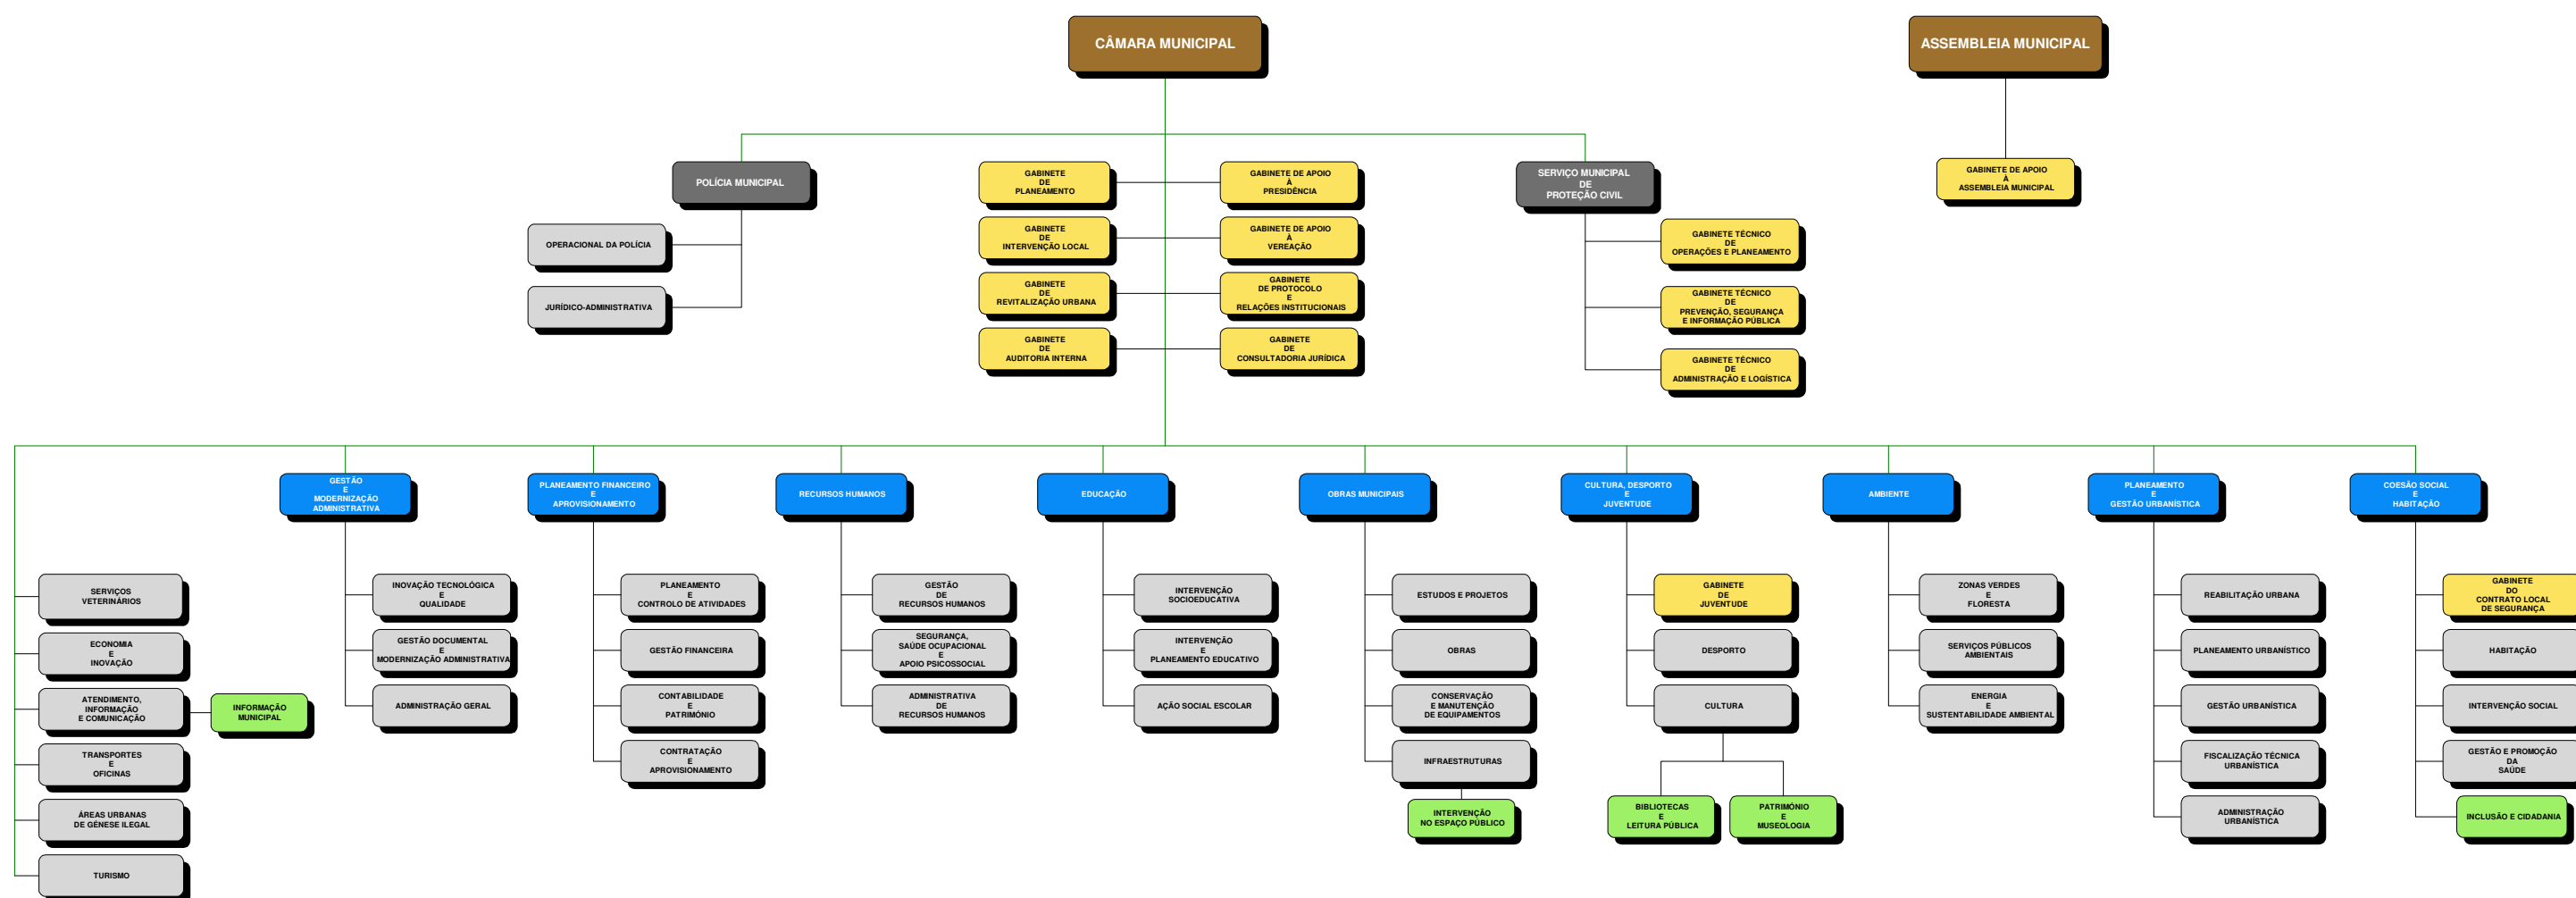 CÂMARA MUNICIPAL
ASSEMBLEIA MUNICIPAL
POLÍCIA MUNICIPAL
OPERACIONAL DA POLÍCIA
JURÍDICO-ADMINISTRATIVA
GABINETE
DE
PLANEAMENTO
GABINETE DE APOIO
À
PRESIDÊNCIA
GABINETE
DE
INTERVENÇÃO LOCAL
GABINETE DE APOIO
À
VEREAÇÃO
GABINETE
DE
REVITALIZAÇÃO URBANA
GABINETE
DE PROTOCOLO
E
RELAÇÕES INSTITUCIONAIS
GABINETE
DE
AUDITORIA INTERNA
GABINETE
DE
CONSULTADORIA JURÍDICA
SERVIÇO MUNICIPAL
DE
PROTEÇÃO CIVIL
GABINETE TÉCNICO
DE
OPERAÇÕES E PLANEAMENTO
GABINETE TÉCNICO
DE
PREVENÇÃO, SEGURANÇA
E INFORMAÇÃO PÚBLICA
GABINETE TÉCNICO
DE
ADMINISTRAÇÃO E LOGÍSTICA
GABINETE DE APOIO
À
ASSEMBLEIA MUNICIPAL
SERVIÇOS
VETERINÁRIOS
ECONOMIA
E
INOVAÇÃO
ATENDIMENTO,
INFORMAÇÃO
E COMUNICAÇÃO
INFORMAÇÃO
MUNICIPAL
TRANSPORTES
E
OFICINAS
ÁREAS URBANAS
DE GÉNESE ILEGAL
TURISMO
GESTÃO
E
MODERNIZAÇÃO
ADMINISTRATIVA
INOVAÇÃO TECNOLÓGICA
E
QUALIDADE
GESTÃO DOCUMENTAL
E
MODERNIZAÇÃO ADMINISTRATIVA
ADMINISTRAÇÃO GERAL
PLANEAMENTO FINANCEIRO
E
APROVISIONAMENTO
PLANEAMENTO
E
CONTROLO DE ATIVIDADES
GESTÃO FINANCEIRA
CONTABILIDADE
E
PATRIMÓNIO
CONTRATAÇÃO
E
APROVISIONAMENTO
RECURSOS HUMANOS
GESTÃO
DE
RECURSOS HUMANOS
SEGURANÇA,
SAÚDE OCUPACIONAL
E
APOIO PSICOSSOCIAL
ADMINISTRATIVA
DE
RECURSOS HUMANOS
EDUCAÇÃO
INTERVENÇÃO
SOCIOEDUCATIVA
INTERVENÇÃO
E
PLANEAMENTO EDUCATIVO
AÇÃO SOCIAL ESCOLAR
OBRAS MUNICIPAIS
ESTUDOS E PROJETOS
OBRAS
CONSERVAÇÃO
E MANUTENÇÃO
DE EQUIPAMENTOS
INFRAESTRUTURAS
INTERVENÇÃO
NO ESPAÇO PÚBLICO
CULTURA, DESPORTO
E
JUVENTUDE
GABINETE
DE
JUVENTUDE
DESPORTO
CULTURA
BIBLIOTECAS
E
LEITURA PÚBLICA
PATRIMÓNIO
E
MUSEOLOGIA
AMBIENTE
ZONAS VERDES
E
FLORESTA
SERVIÇOS PÚBLICOS
AMBIENTAIS
ENERGIA
E
SUSTENTABILIDADE AMBIENTAL
PLANEAMENTO
E
GESTÃO URBANÍSTICA
REABILITAÇÃO URBANA
PLANEAMENTO URBANÍSTICO
GESTÃO URBANÍSTICA
FISCALIZAÇÃO TÉCNICA
URBANÍSTICA
ADMINISTRAÇÃO
URBANÍSTICA
COESÃO SOCIAL
E
HABITAÇÃO
GABINETE
DO
CONTRATO LOCAL
DE SEGURANÇA
HABITAÇÃO
INTERVENÇÃO SOCIAL
GESTÃO E PROMOÇÃO
DA
SAÚDE
INCLUSÃO E CIDADANIA